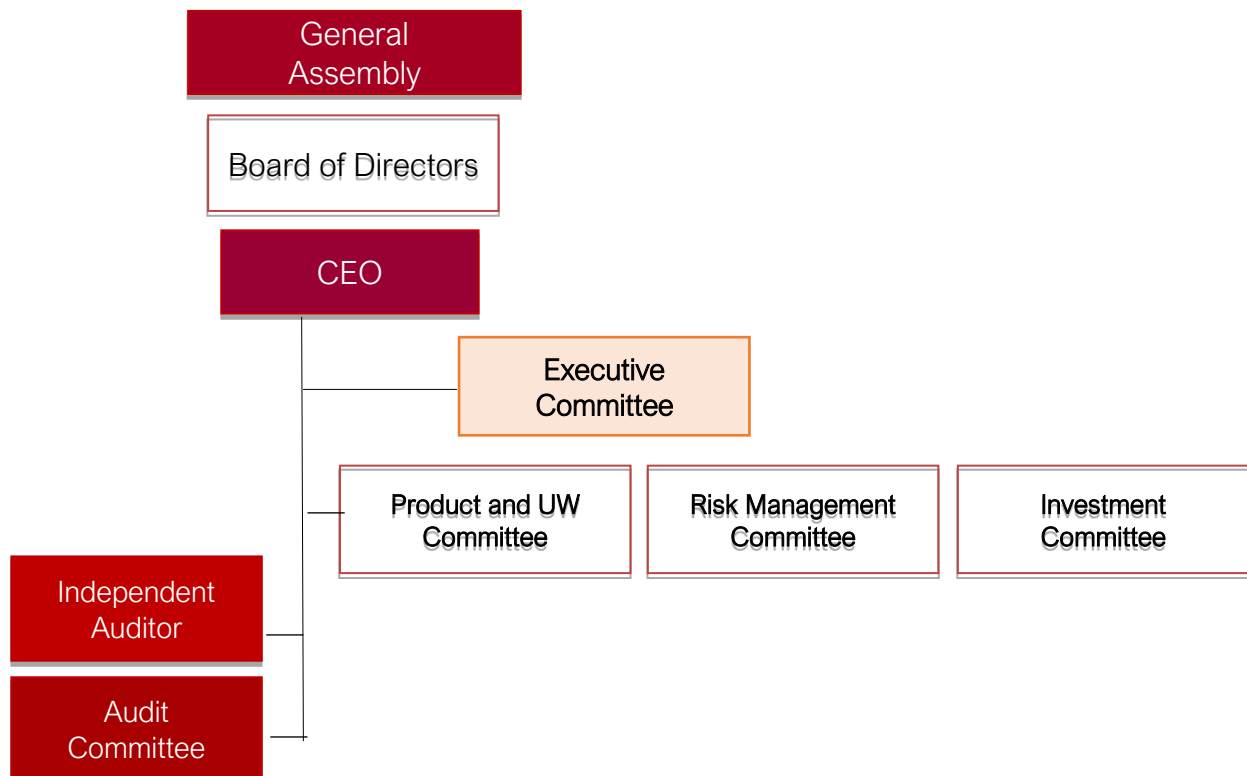 General
Assembly
Board of Directors
CEO
Executive
Committee
Product and UW
Committee
Risk Management
Committee
Investment
Committee
Independent
Auditor
Audit
Committee